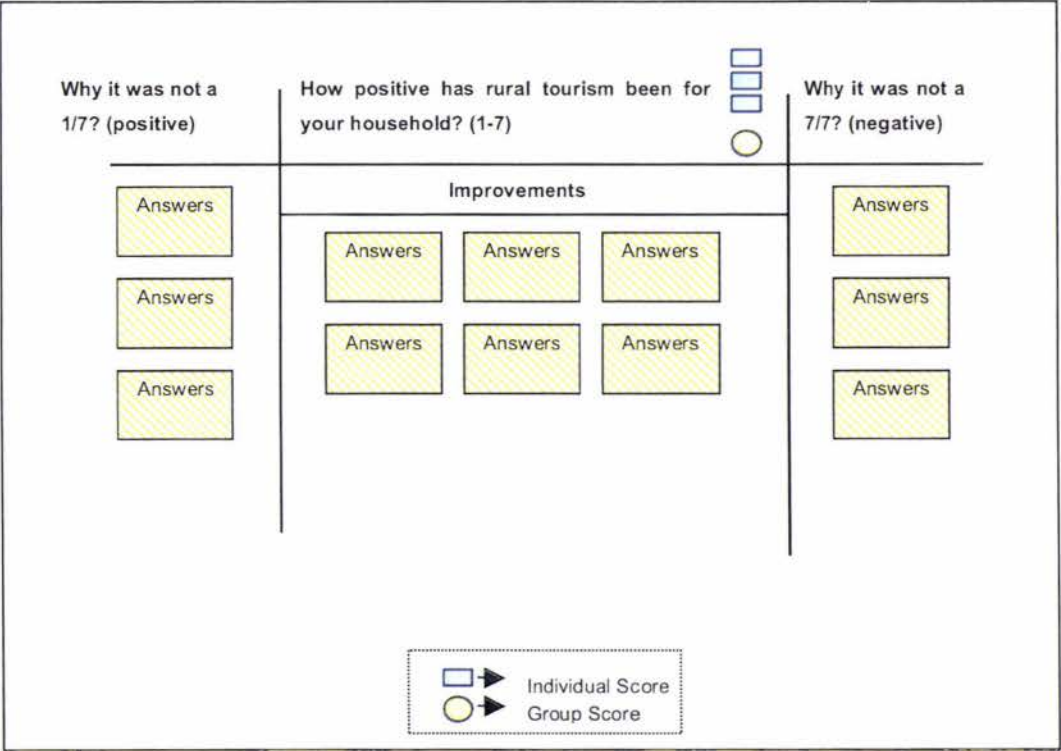 Why it was not a
1/7? (positive)
How positive has rural tourism been for
your household? (1-7)
Why it was not a
7/7? (negative)
Improvements
Answers
Answers
Answers
Answers
Answers
Answers
Answers
Answers
Answers
Answers
Answers
Answers
Individual Score
Group Score